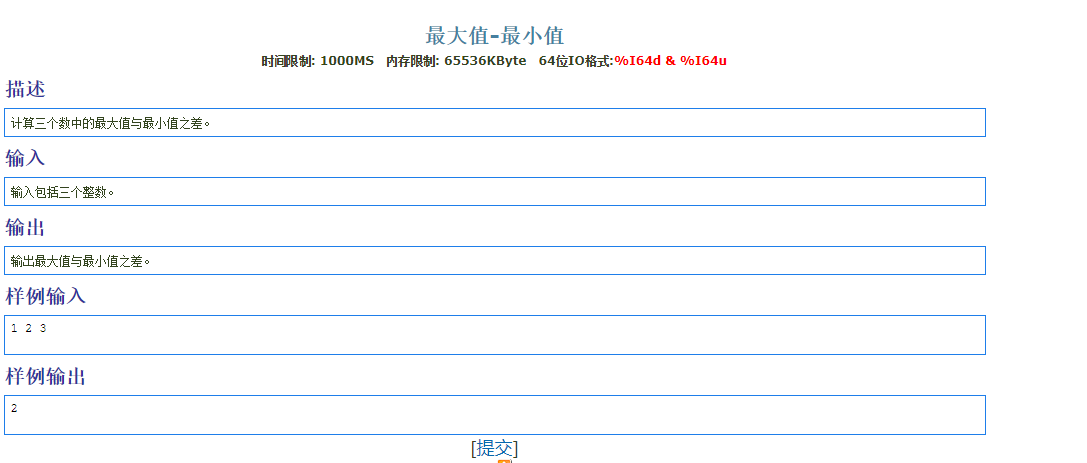 最大值-最小值
时间限制: 1000MS 内存限制: 65536KByte 64位IO格式:%I64d & %I64u
描述
计算三个数中的最大值与最小值之差。
输入
输入包括三个整数。
输出
输出最大值与最小值之差。
样例输入
1 2 3
样例输出
2
[提交]